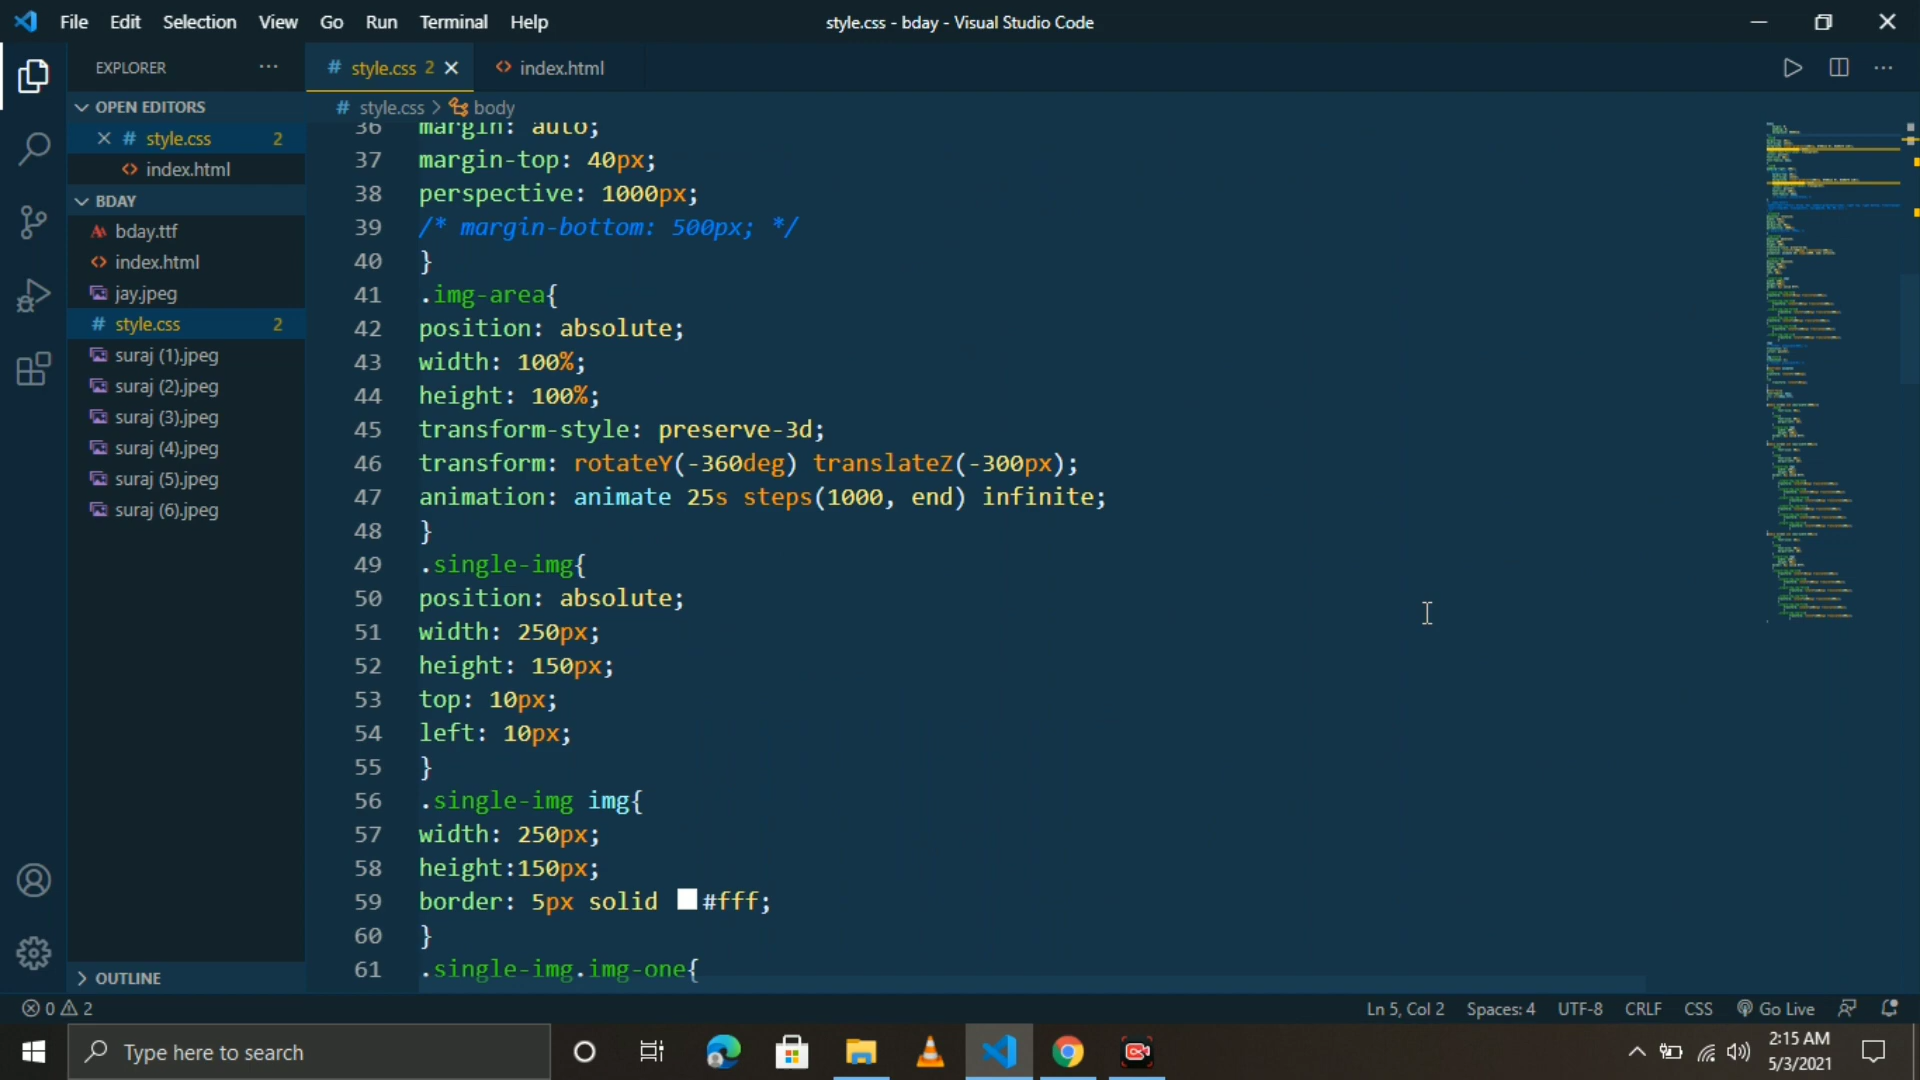 File Edit Selection View Go Run Terminal Help
style.css - bday - Visual Studio Code
EXPLORER
OPEN EDITORS
style.css 2
index.html
BDAY
bday.ttf
index.html
jay.jpeg
style.css 2
suraj (1).jpeg
suraj (2).jpeg
suraj (3).jpeg
suraj (4).jpeg
suraj (5).jpeg
suraj (6).jpeg
OUTLINE
# style.css 2
index.html
# style.css > body
36 margin: auto;
37 margin-top: 40px;
38 perspective: 1000px;
39 /* margin-bottom: 500px; */
40 }
41 .img-area{
42 position: absolute;
43 width: 100%;
44 height: 100%;
45 transform-style: preserve-3d;
46 transform: rotateY(-360deg) translateZ(-300px);
47 animation: animate 25s steps(1000, end) infinite;
48 }
49 .single-img{
50 position: absolute;
51 width: 250px;
52 height: 150px;
53 top: 10px;
54 left: 10px;
55 }
56 .single-img img{
57 width: 250px;
58 height:150px;
59 border: 5px solid #fff;
60 }
61 .single-img.img-one{
0 2
Ln 5, Col 2 Spaces: 4 UTF-8 CRLF CSS Go Live
Type here to search
2:15 AM
5/3/2021